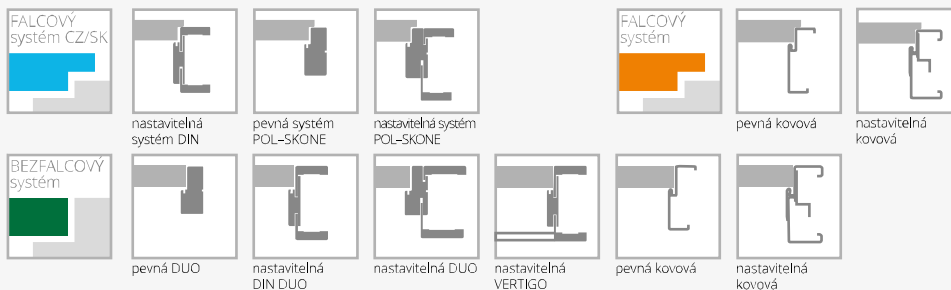 FALCOVÝ
systém CZ/SK
nastavitelná
systém DIN
pevná systém
POL–SKONE
nastavitelná systém
POL–SKONE
FALCOVÝ
systém
pevná kovová
nastavitelná
kovová
BEZFALCOVÝ
systém
pevná DUO
nastavitelná
DIN DUO
nastavitelná DUO
nastavitelná
VERTIGO
pevná kovová
nastavitelná
kovová